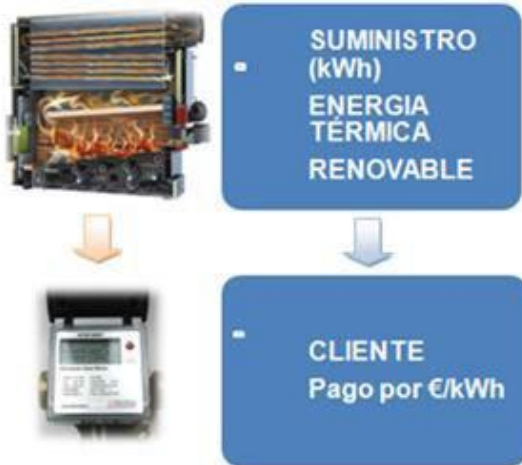 SUMINISTRO
(kWh)
ENERGIA
TÉRMICA
RENOVABLE
CLIENTE
Pago por €/kWh